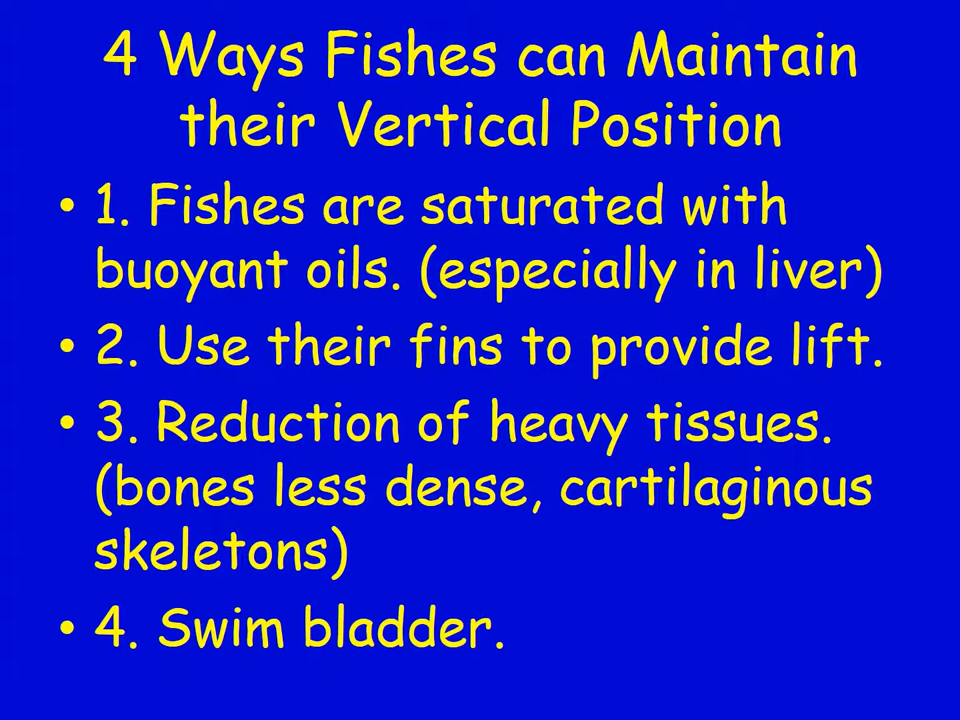 4 Ways Fishes can Maintain
their Vertical Position
• 1. Fishes are saturated with
buoyant oils. (especially in liver)
• 2. Use their fins to provide lift.
• 3. Reduction of heavy tissues.
(bones less dense, cartilaginous
skeletons)
• 4. Swim bladder.